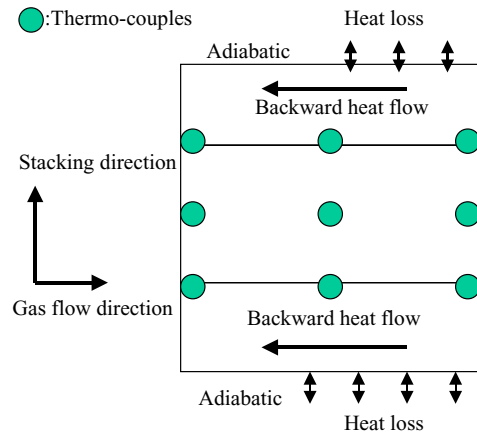 :Thermo-couples
Heat loss
Adiabatic
Backward heat flow
Stacking direction
Gas flow direction
Backward heat flow
Adiabatic
Heat loss